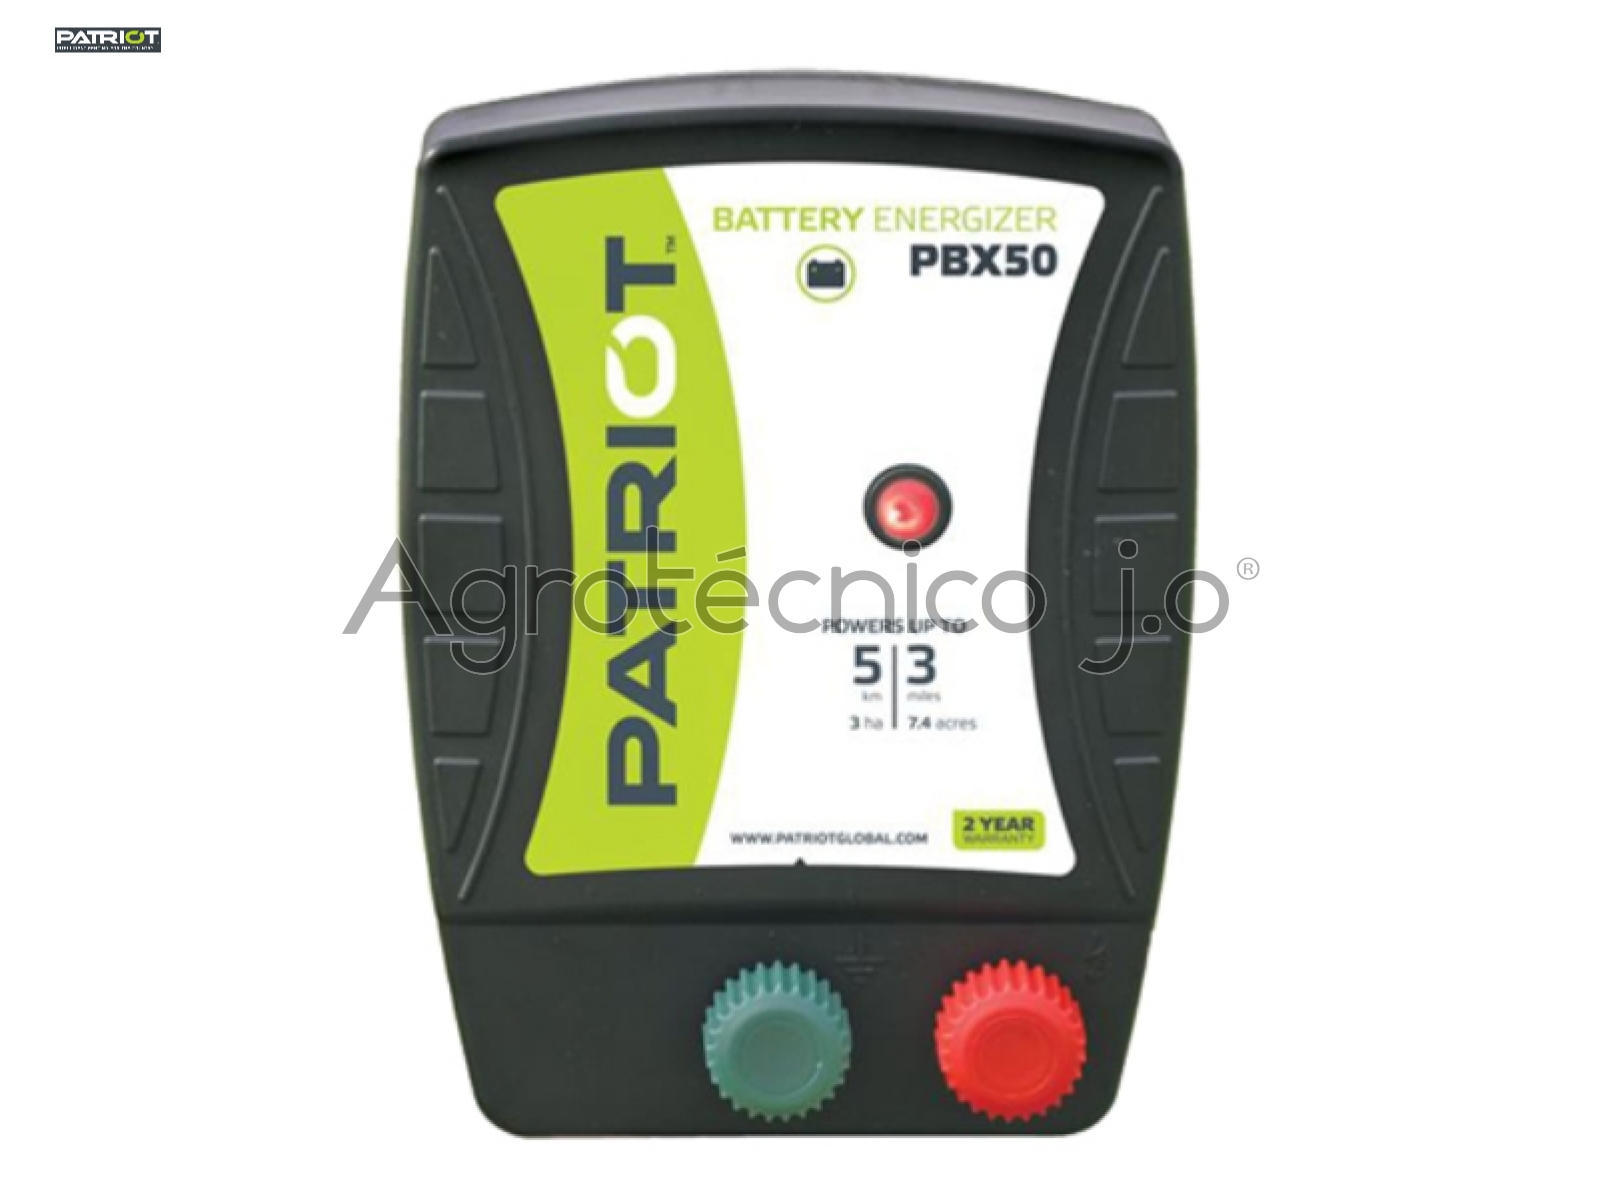 PATRIOT
BATTERY ENERGIZER
PBX50
PATRIOT™
Agrotécnico j.o®
POWERS UP TO
5 | 3
km miles
3 ha 7.4 acres
WWW.PATRIOTGLOBAL.COM
2 YEAR
WARRANTY